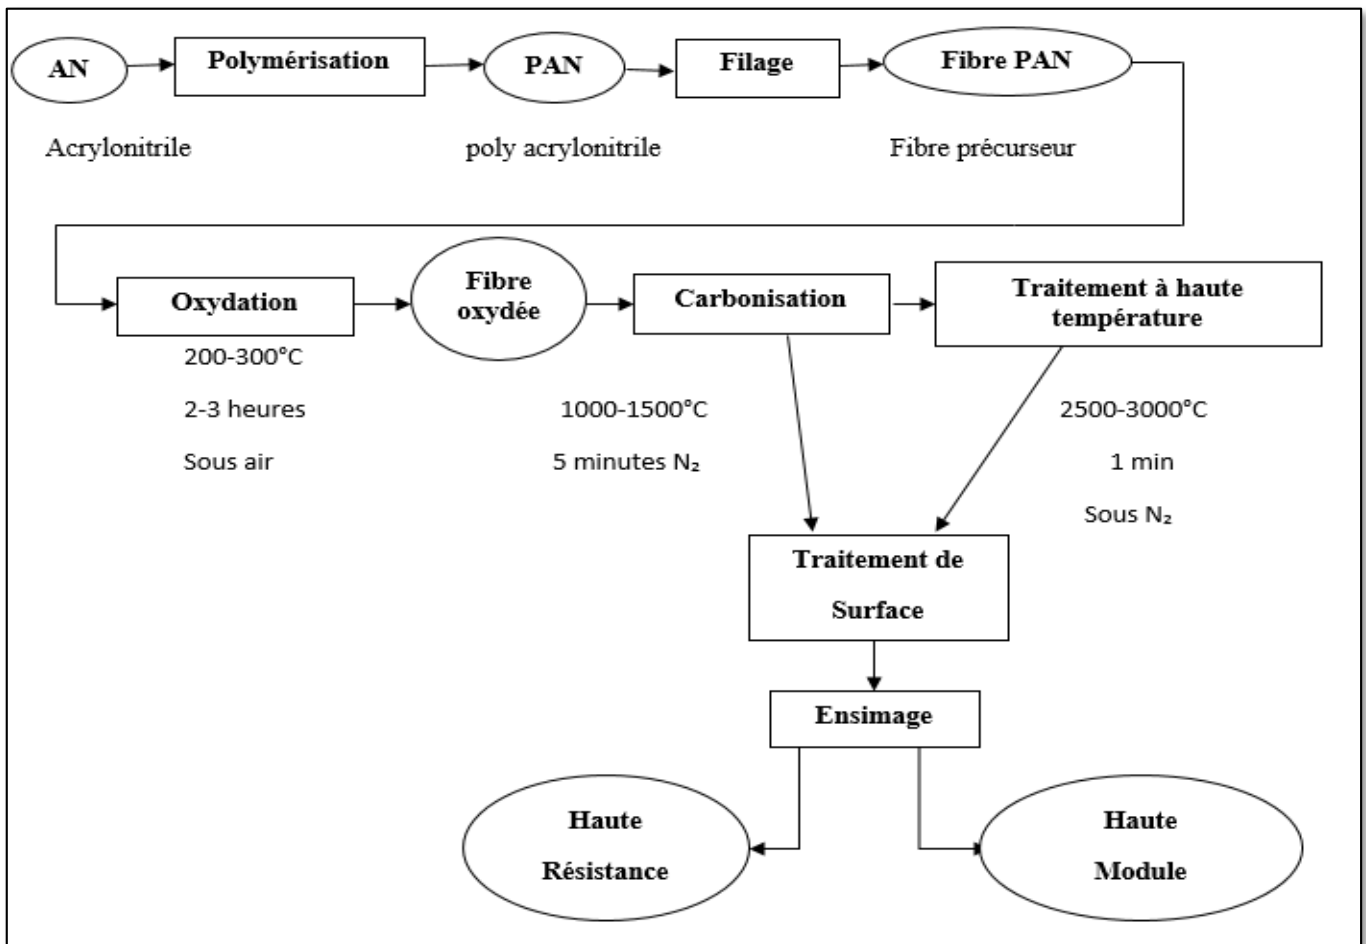 AN
Polymérisation
PAN
Filage
Fibre PAN
Acrylonitrile
poly acrylonitrile
Fibre précurseur
Oxydation
Fibre
oxydée
Carbonisation
Traitement à haute
température
200-300°C
2-3 heures
Sous air
1000-1500°C
5 minutes N₂
2500-3000°C
1 min
Sous N₂
Traitement de
Surface
Ensimage
Haute
Résistance
Haute
Module